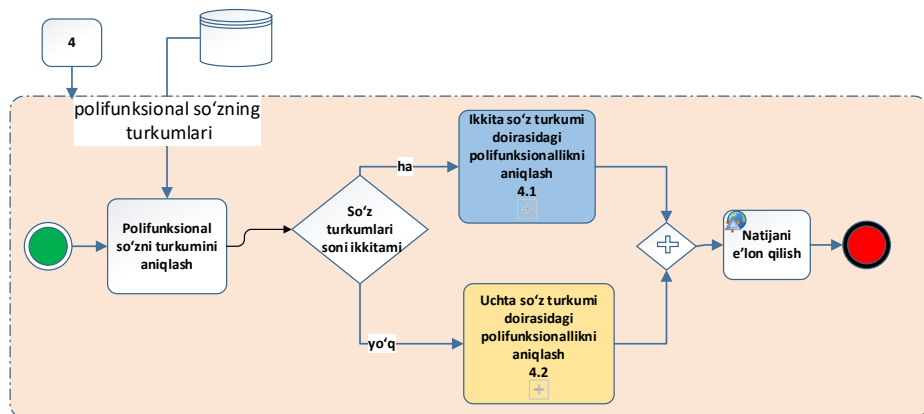 4
polifunksional so‘zning
turkumlari
Polifunksional
so‘zni turkumini
aniqlash
So‘z
turkumlari
soni ikkitami
ha
yo‘q
Ikkita so‘z turkumi
doirasidagi
polifunksionallikni
aniqlash
4.1
Uchta so‘z turkumi
doirasidagi
polifunksionallikni
aniqlash
4.2
Natijani
e’lon qilish